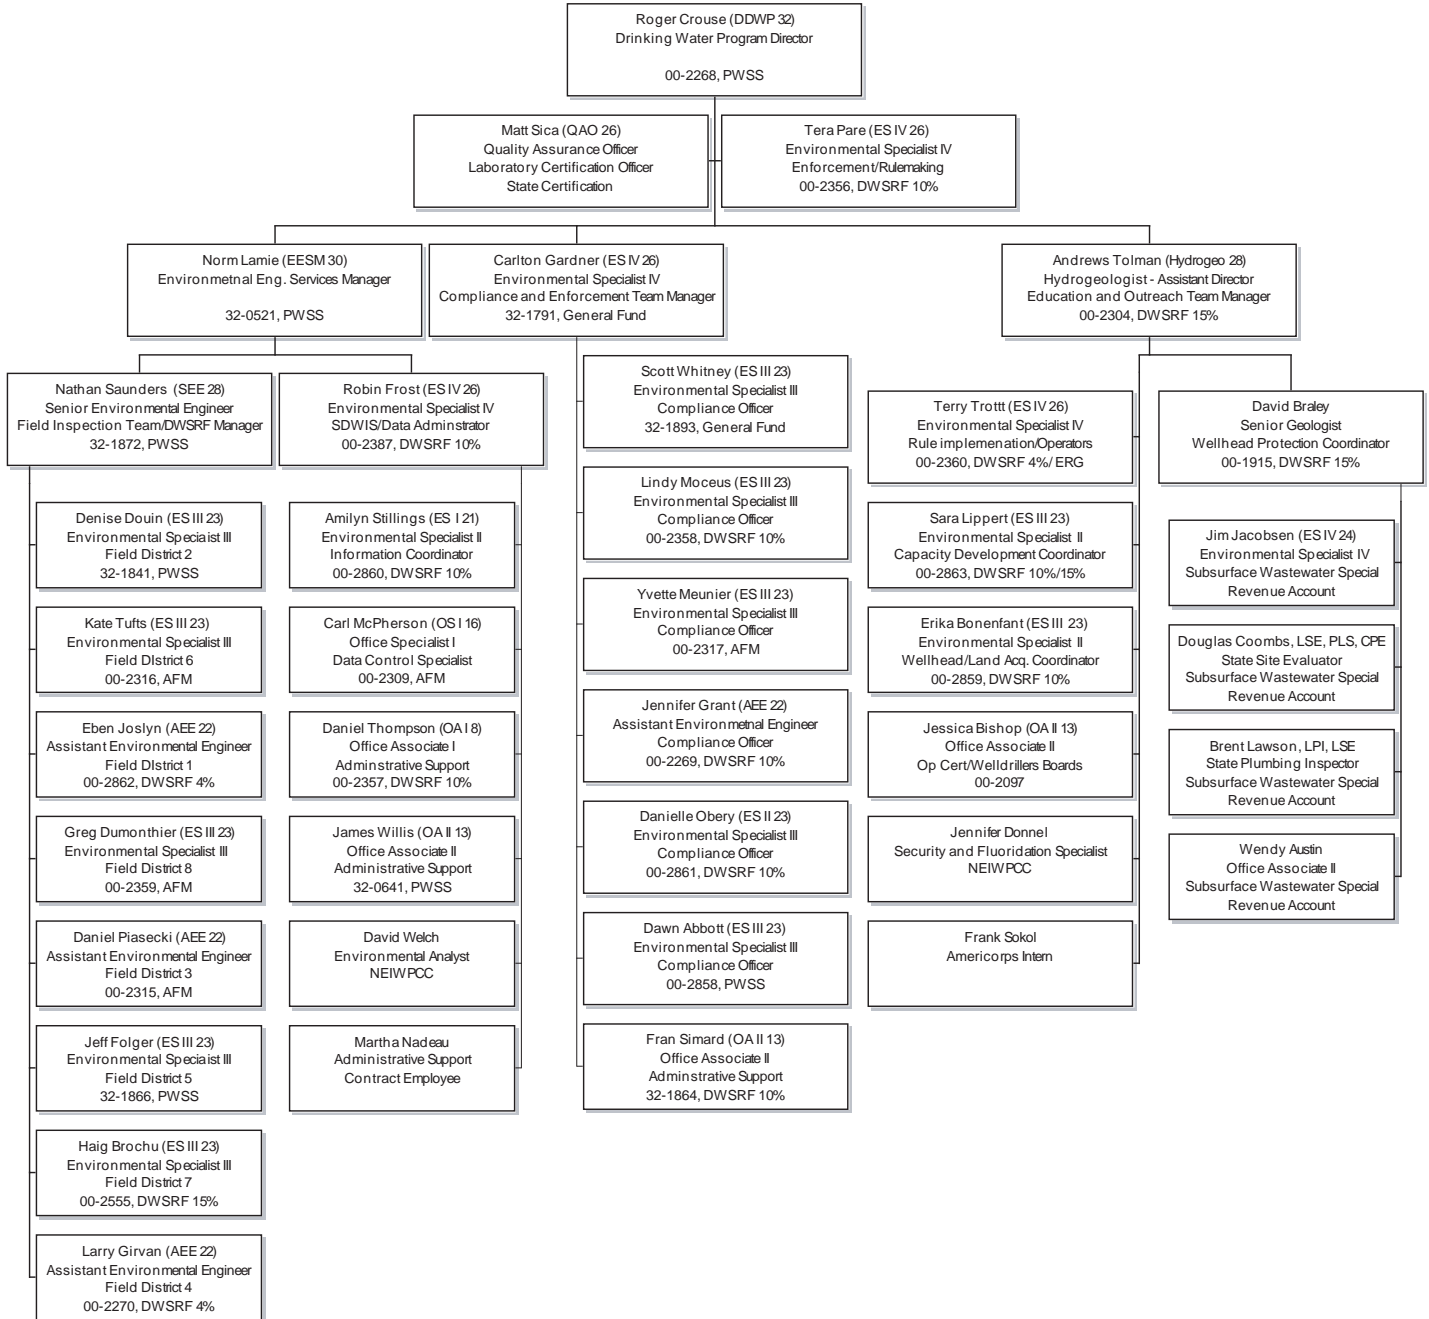 Roger Crouse (DDWP 32)
Drinking Water Program Director
00-2268, PWSS
Matt Sica (QAO 26)
Quality Assurance Officer
Laboratory Certification Officer
State Certification
Tera Pare (ES IV 26)
Environmental Specialist IV
Enforcement/Rulemaking
00-2356, DWSRF 10%
Norm Lamie (EESM 30)
Environmetnal Eng. Services Manager
32-0521, PWSS
Carlton Gardner (ES IV 26)
Environmental Specialist IV
Compliance and Enforcement Team Manager
32-1791, General Fund
Andrews Tolman (Hydrogeo 28)
Hydrogeologist - Assistant Director
Education and Outreach Team Manager
00-2304, DWSRF 15%
Nathan Saunders (SEE 28)
Senior Environmental Engineer
Field Inspection Team/DWSRF Manager
32-1872, PWSS
Robin Frost (ES IV 26)
Environmental Specialist IV
SDWIS/Data Adminstrator
00-2387, DWSRF 10%
Denise Douin (ES III 23)
Environmental Speciaist III
Field District 2
32-1841, PWSS
Kate Tufts (ES III 23)
Environmental Specialist III
Field DIstrict 6
00-2316, AFM
Eben Joslyn (AEE 22)
Assistant Environmental Engineer
Field DIstrict 1
00-2862, DWSRF 4%
Greg Dumonthier (ES III 23)
Environmental Specialist III
Field District 8
00-2359, AFM
Daniel Piasecki (AEE 22)
Assistant Environmental Engineer
Field District 3
00-2315, AFM
Jeff Folger (ES III 23)
Environmental Speciaist III
Field District 5
32-1866, PWSS
Haig Brochu (ES III 23)
Environmental Specialist III
Field District 7
00-2555, DWSRF 15%
Larry Girvan (AEE 22)
Assistant Environmental Engineer
Field District 4
00-2270, DWSRF 4%
Amilyn Stillings (ES I 21)
Environmental Specialist II
Information Coordinator
00-2860, DWSRF 10%
Carl McPherson (OS I 16)
Office Specialist I
Data Control Specialist
00-2309, AFM
Daniel Thompson (OA I 8)
Office Associate I
Adminstrative Support
00-2357, DWSRF 10%
James Willis (OA II 13)
Office Associate II
Administrative Support
32-0641, PWSS
David Welch
Environmental Analyst
NEIWPCC
Martha Nadeau
Administrative Support
Contract Employee
Scott Whitney (ES III 23)
Environmental Specialist III
Compliance Officer
32-1893, General Fund
Lindy Moceus (ES III 23)
Environmental Specialist III
Compliance Officer
00-2358, DWSRF 10%
Yvette Meunier (ES III 23)
Environmental Specialist III
Compliance Officer
00-2317, AFM
Jennifer Grant (AEE 22)
Assistant Environmetnal Engineer
Compliance Officer
00-2269, DWSRF 10%
Danielle Obery (ES II 23)
Environmental Specialist III
Compliance Officer
00-2861, DWSRF 10%
Dawn Abbott (ES III 23)
Environmental Specialist III
Compliance Officer
00-2858, PWSS
Fran Simard (OA II 13)
Office Associate II
Adminstrative Support
32-1864, DWSRF 10%
Terry Trottt (ES IV 26)
Environmental Specialist IV
Rule implemenation/Operators
00-2360, DWSRF 4%/ ERG
Sara Lippert (ES III 23)
Environmental Specialist II
Capacity Development Coordinator
00-2863, DWSRF 10%/15%
Erika Bonenfant (ES III 23)
Environmental Specialist II
Wellhead/Land Acq. Coordinator
00-2859, DWSRF 10%
Jessica Bishop (OA II 13)
Office Associate II
Op Cert/Welldrillers Boards
00-2097
Jennifer Donnel
Security and Fluoridation Specialist
NEIWPCC
Frank Sokol
Americorps Intern
David Braley
Senior Geologist
Wellhead Protection Coordinator
00-1915, DWSRF 15%
Jim Jacobsen (ES IV 24)
Environmental Specialist IV
Subsurface Wastewater Special
Revenue Account
Douglas Coombs, LSE, PLS, CPE
State Site Evaluator
Subsurface Wastewater Special
Revenue Account
Brent Lawson, LPI, LSE
State Plumbing Inspector
Subsurface Wastewater Special
Revenue Account
Wendy Austin
Office Associate II
Subsurface Wastewater Special
Revenue Account